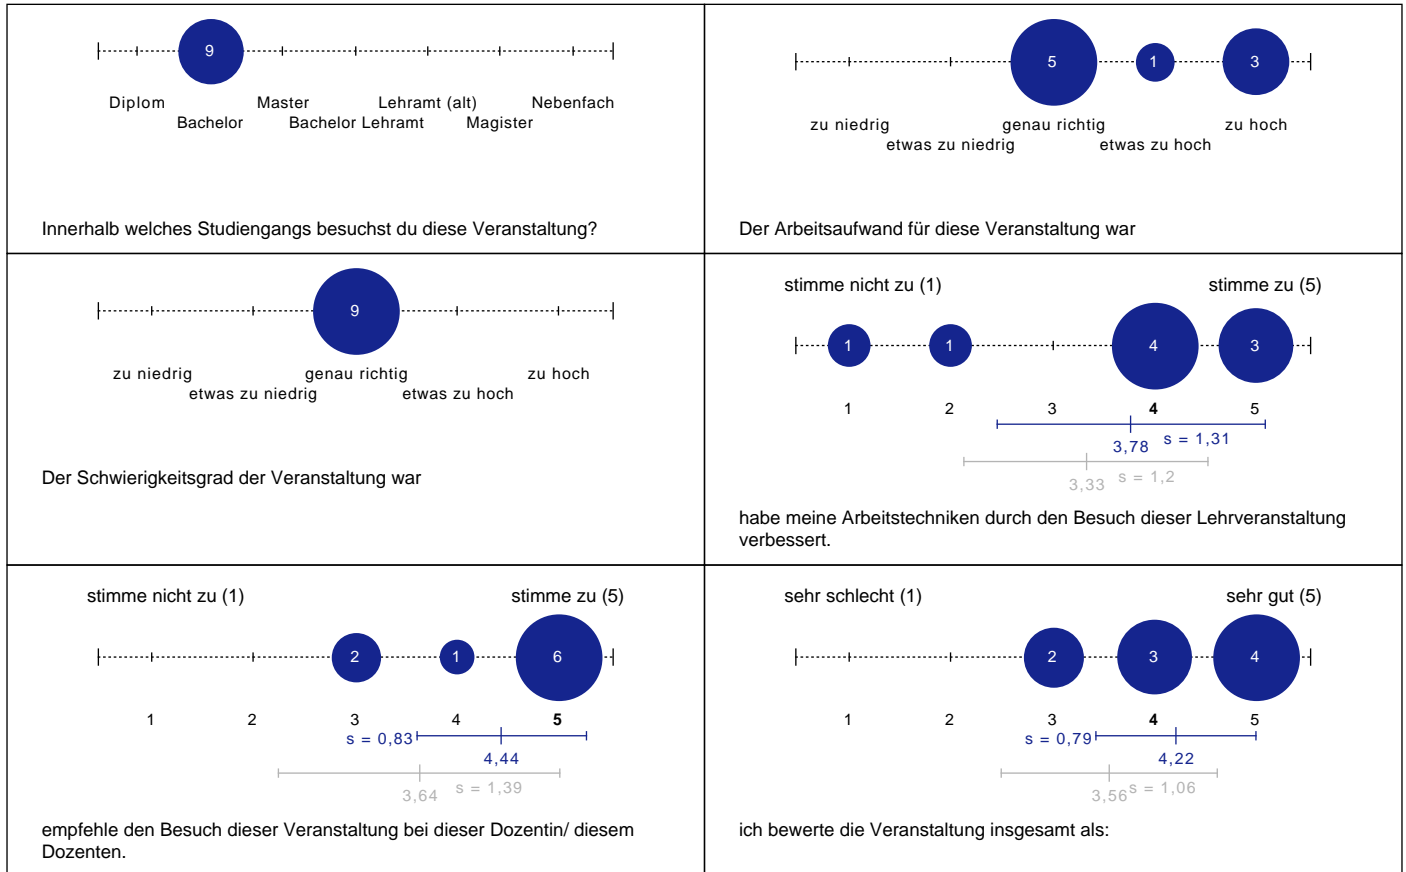 9
Diplom Master Lehramt (alt) Nebenfach
Bachelor Bachelor Lehramt Magister
Innerhalb welches Studiengangs besuchst du diese Veranstaltung?
5 1 3
zu niedrig genau richtig zu hoch
etwas zu niedrig etwas zu hoch
Der Arbeitsaufwand für diese Veranstaltung war
9
zu niedrig genau richtig zu hoch
etwas zu niedrig etwas zu hoch
Der Schwierigkeitsgrad der Veranstaltung war
stimme nicht zu (1) stimme zu (5)
1 1 4 3
1 2 3 4 5
3,78 s = 1,31
3,33 s = 1,2
habe meine Arbeitstechniken durch den Besuch dieser Lehrveranstaltung
verbessert.
stimme nicht zu (1) stimme zu (5)
2 1 6
1 2 3 4 5
s = 0,83
4,44
3,64 s = 1,39
empfehle den Besuch dieser Veranstaltung bei dieser Dozentin/ diesem
Dozenten.
sehr schlecht (1) sehr gut (5)
2 3 4
1 2 3 4 5
s = 0,79
4,22
3,56 s = 1,06
ich bewerte die Veranstaltung insgesamt als: